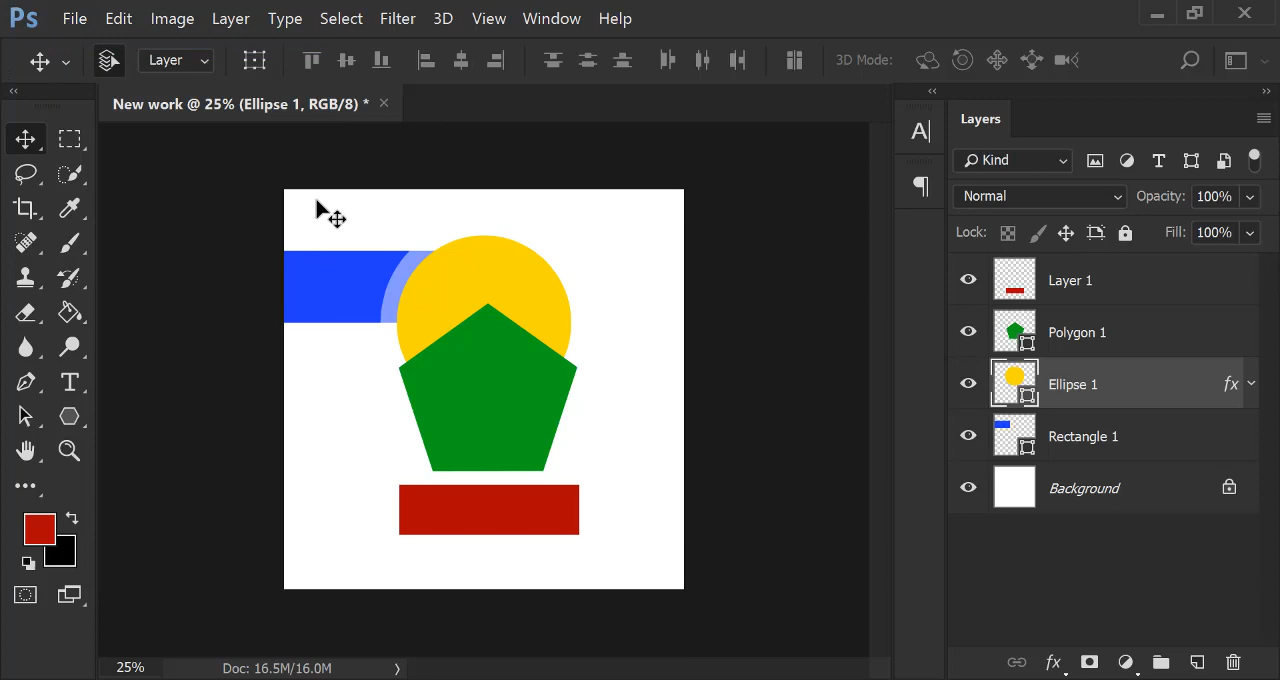 Ps File Edit Image Layer Type Select Filter 3D View Window Help
Layer 3D Mode:
New work @ 25% (Ellipse 1, RGB/8) * ×
Layers
Kind
Normal Opacity: 100%
Lock: Fill: 100%
Layer 1
Polygon 1
Ellipse 1 fx
Rectangle 1
Background
25% Doc: 16.5M/16.0M
fx